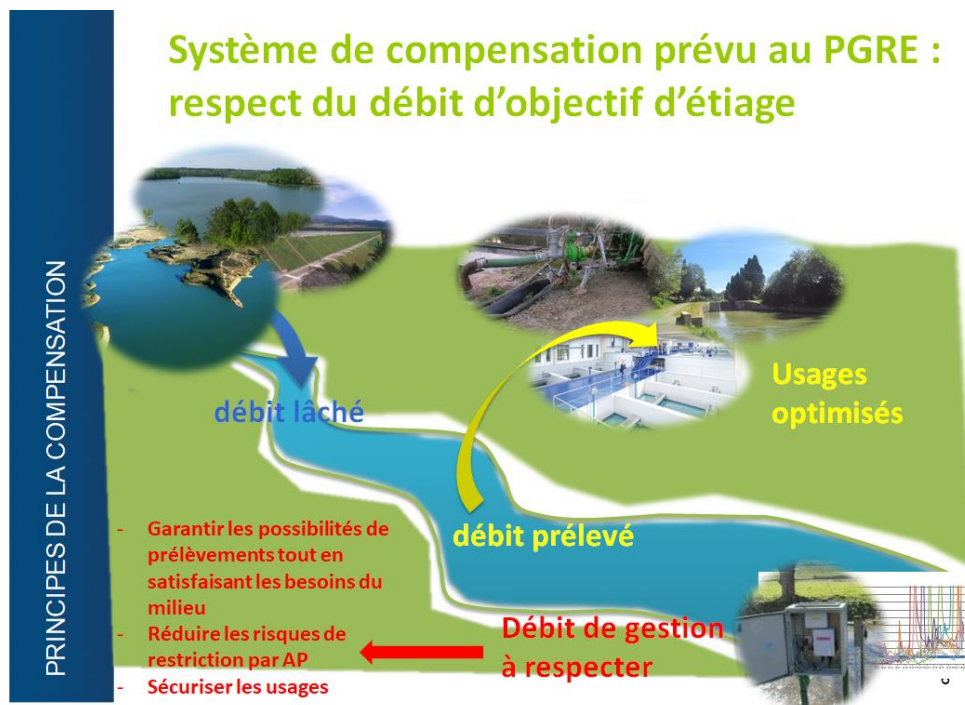 Système de compensation prévu au PGRE :
respect du débit d'objectif d'étiage
PRINCIPES DE LA COMPENSATION
débit lâché
Usages
optimisés
débit prélevé
- Garantir les possibilités de
prélèvements tout en
satisfaisant les besoins du
milieu
- Réduire les risques de
restriction par AP
- Sécuriser les usages
Débit de gestion
à respecter